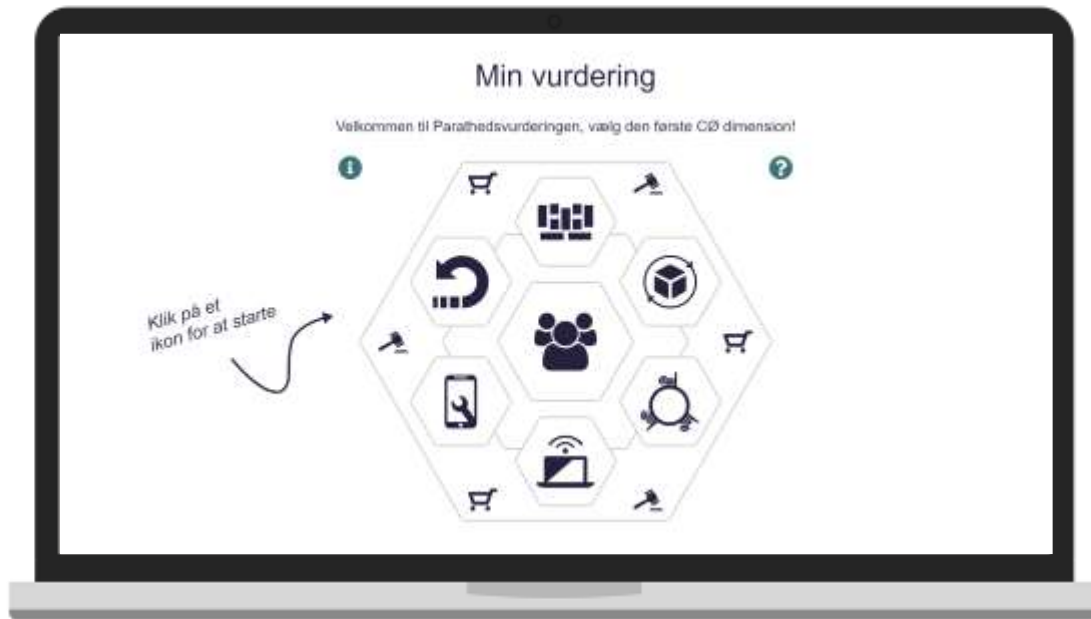 Min vurdering
Velkommen til Parathedsvurderingen, vælg den første CØ dimension!
Klik på et
ikon for at starte